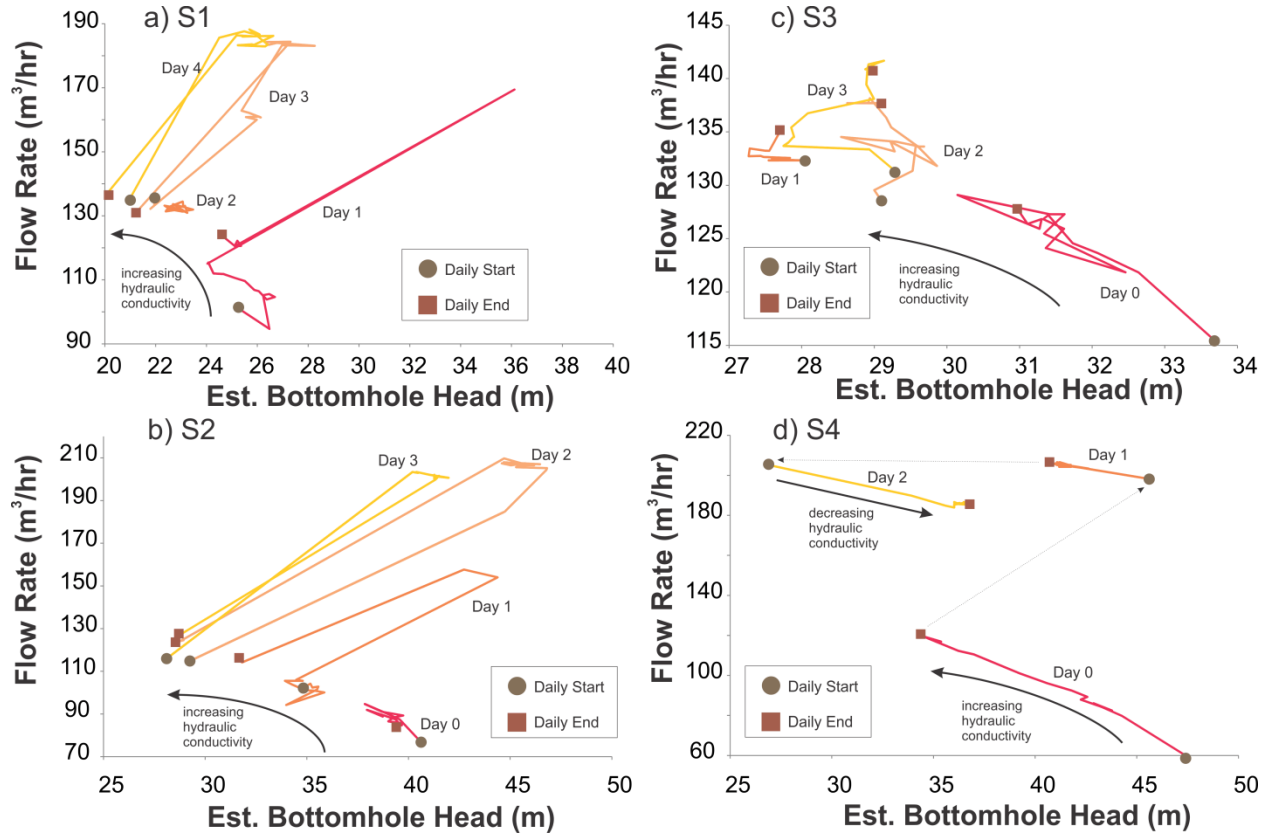 a) S1
Flow Rate (m³/hr)
190
170
150
130
110
90
Day 4
Day 3
Day 2
Day 1
increasing
hydraulic
conductivity
Daily Start
Daily End
20 22 24 26 28 30 32 34 36 38 40
Est. Bottomhole Head (m)
c) S3
Flow Rate (m³/hr)
145
140
135
130
125
120
115
Day 3
Day 2
Day 1
Day 0
increasing
hydraulic
conductivity
Daily Start
Daily End
27 28 29 30 31 32 33 34
Est. Bottomhole Head (m)
b) S2
Flow Rate (m³/hr)
210
190
170
150
130
110
90
70
Day 3
Day 2
Day 1
Day 0
increasing
hydraulic
conductivity
Daily Start
Daily End
25 30 35 40 45 50
Est. Bottomhole Head (m)
d) S4
Flow Rate (m³/hr)
220
180
140
100
60
Day 1
Day 2
decreasing
hydraulic
conductivity
Day 0
increasing
hydraulic
conductivity
Daily Start
Daily End
25 30 35 40 45 50
Est. Bottomhole Head (m)